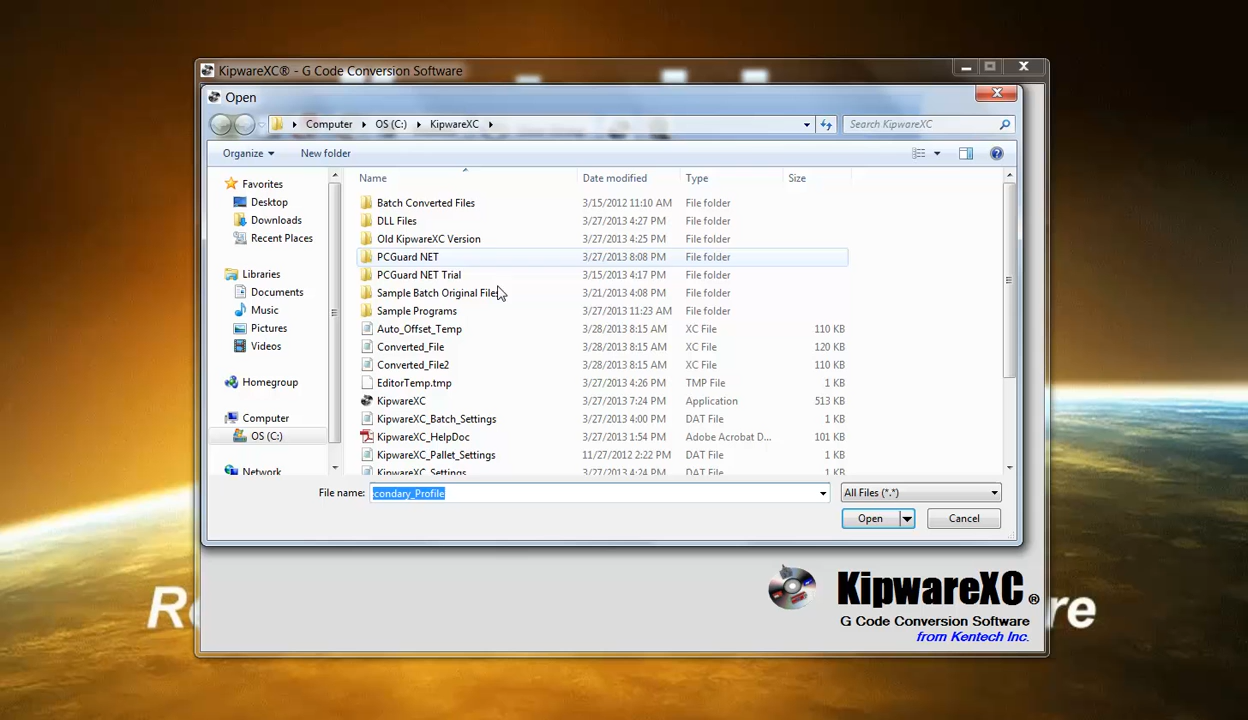 KipwareXC® - G Code Conversion Software
Open
Computer OS (C:) KipwareXC
Search KipwareXC
Organize New folder
Name Date modified Type Size
Favorites
Desktop
Downloads
Recent Places
Libraries
Documents
Music
Pictures
Videos
Homegroup
Computer
OS (C:)
Network
Batch Converted Files 3/15/2012 11:10 AM File folder
DLL Files 3/27/2013 4:27 PM File folder
Old KipwareXC Version 3/27/2013 4:25 PM File folder
PCGuard NET 3/27/2013 8:08 PM File folder
PCGuard NET Trial 3/15/2013 4:17 PM File folder
Sample Batch Original Files 3/21/2013 4:08 PM File folder
Sample Programs 3/27/2013 11:23 AM File folder
Auto_Offset_Temp 3/28/2013 8:15 AM XC File 110 KB
Converted_File 3/28/2013 8:15 AM XC File 120 KB
Converted_File2 3/28/2013 8:15 AM XC File 110 KB
EditorTemp.tmp 3/27/2013 4:26 PM TMP File 1 KB
KipwareXC 3/27/2013 7:24 PM Application 513 KB
KipwareXC_Batch_Settings 3/27/2013 4:00 PM DAT File 1 KB
KipwareXC_HelpDoc 3/27/2013 1:54 PM Adobe Acrobat D... 101 KB
KipwareXC_Pallet_Settings 11/27/2012 2:22 PM DAT File 1 KB
KipwareXC_Settings 3/27/2013 4:24 PM DAT File 1 KB
File name: condary_Profile All Files (*.*)
Open Cancel
KipwareXC®
G Code Conversion Software
from Kentech Inc.